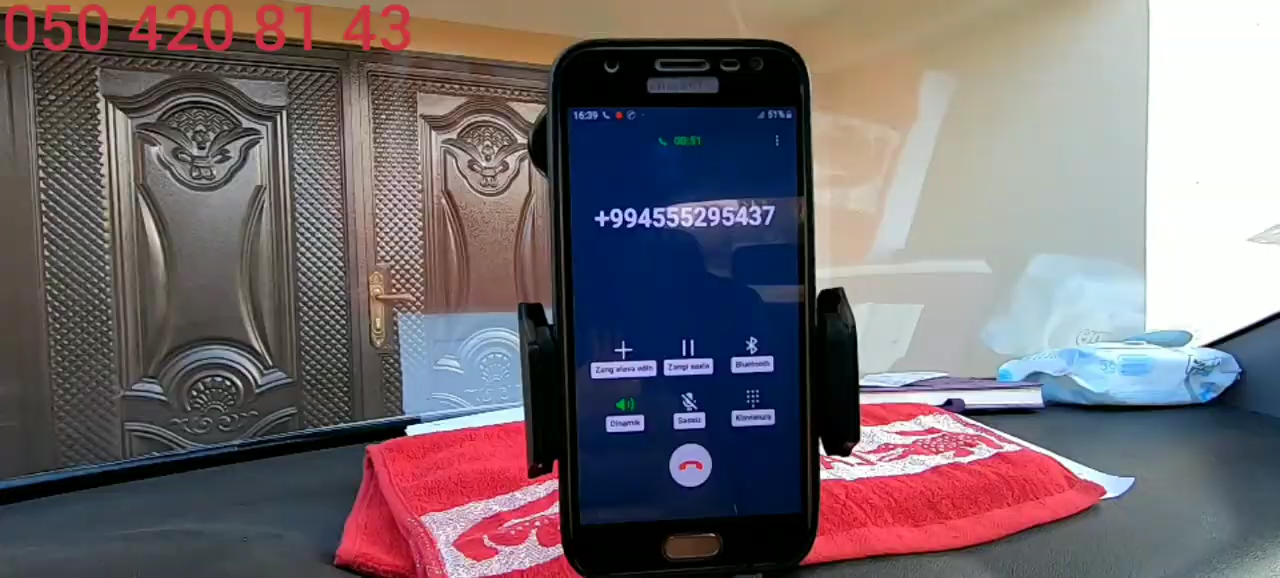 050 420 81 43
SAMSUNG
16:39
51%
00:51
+994555295437
Zəng əlavə edin
Zəngi saxla
Bluetooth
Dinamik
Səssiz
Klaviatura